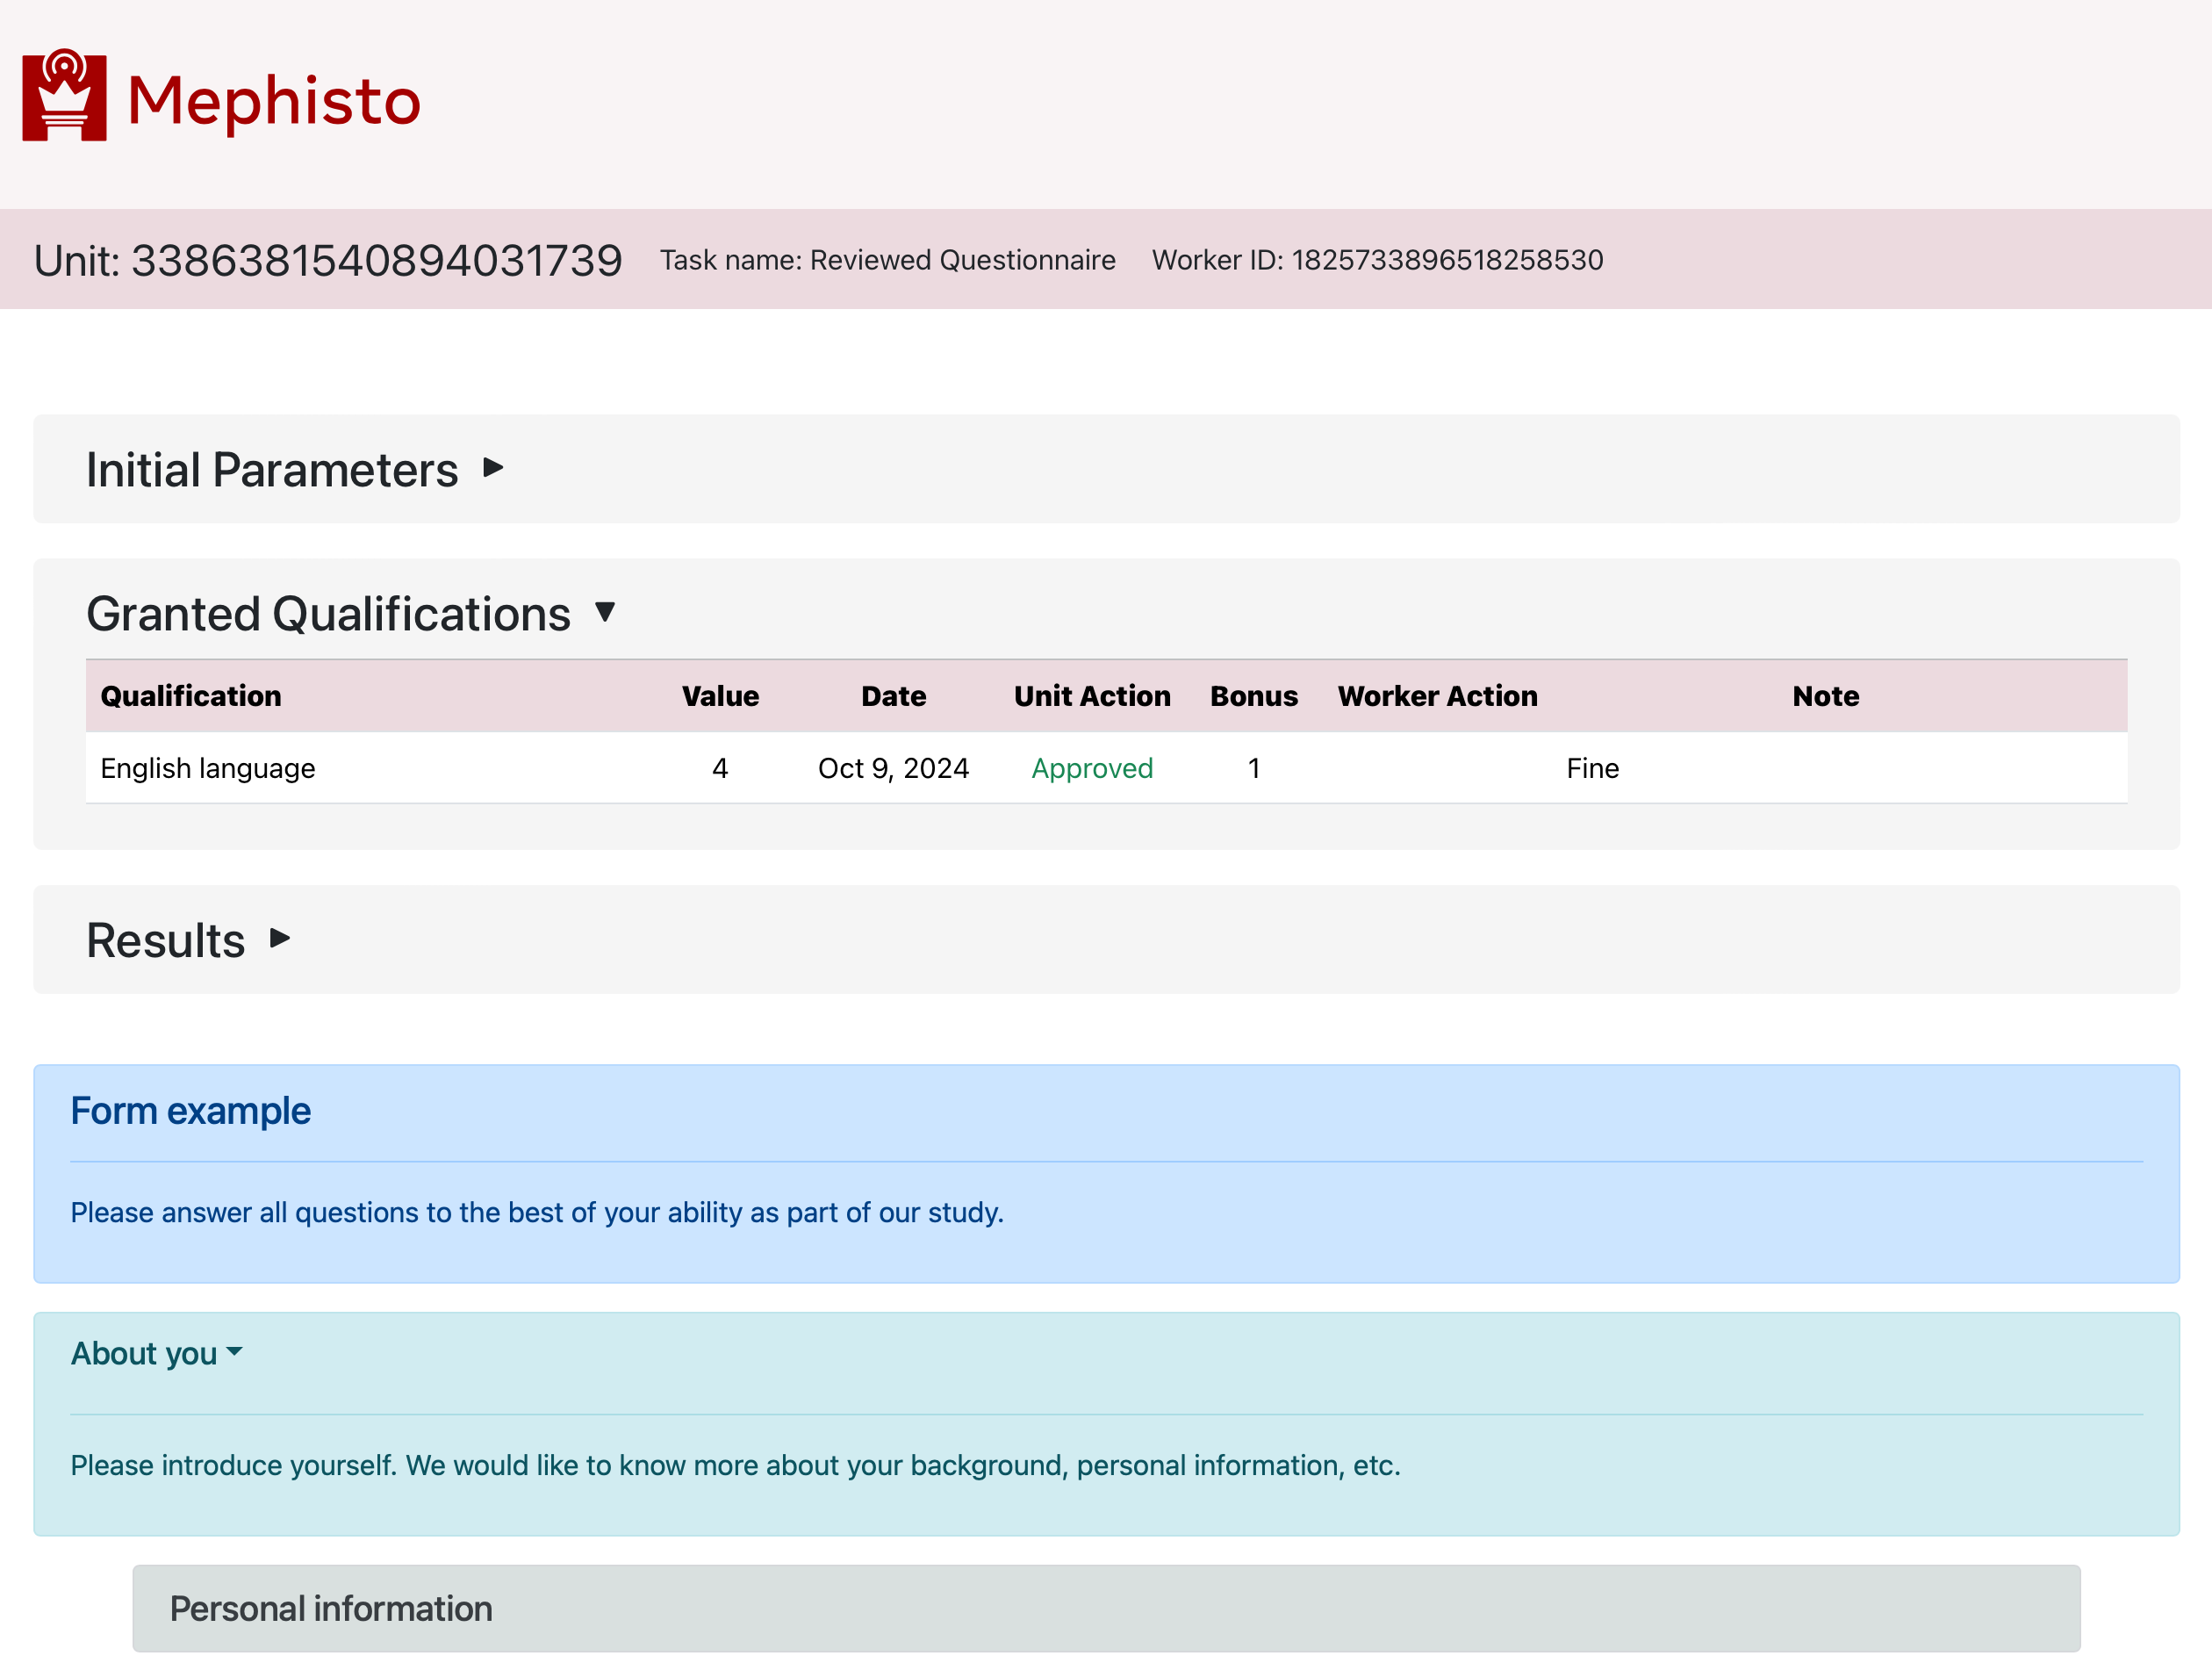 Mephisto
Unit: 3386381540894031739 Task name: Reviewed Questionnaire Worker ID: 1825733896518258530
Initial Parameters
Granted Qualifications
Qualification Value Date Unit Action Bonus Worker Action Note
English language 4 Oct 9, 2024 Approved 1 Fine
Results
Form example
Please answer all questions to the best of your ability as part of our study.
About you
Please introduce yourself. We would like to know more about your background, personal information, etc.
Personal information